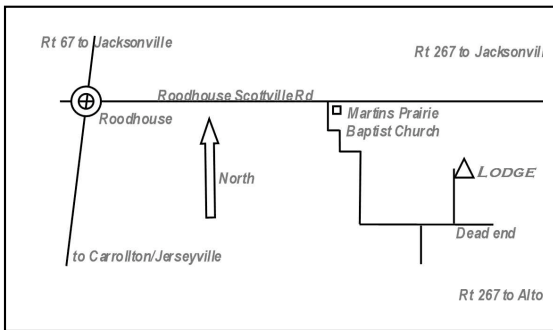 Rt 67 to Jacksonville
Rt 267 to Jacksonvil
Roodhouse Scottville Rd
Roodhouse
Martins Prairie
Baptist Church
North
LODGE
Dead end
to Carrollton/Jerseyville
Rt 267 to Alto